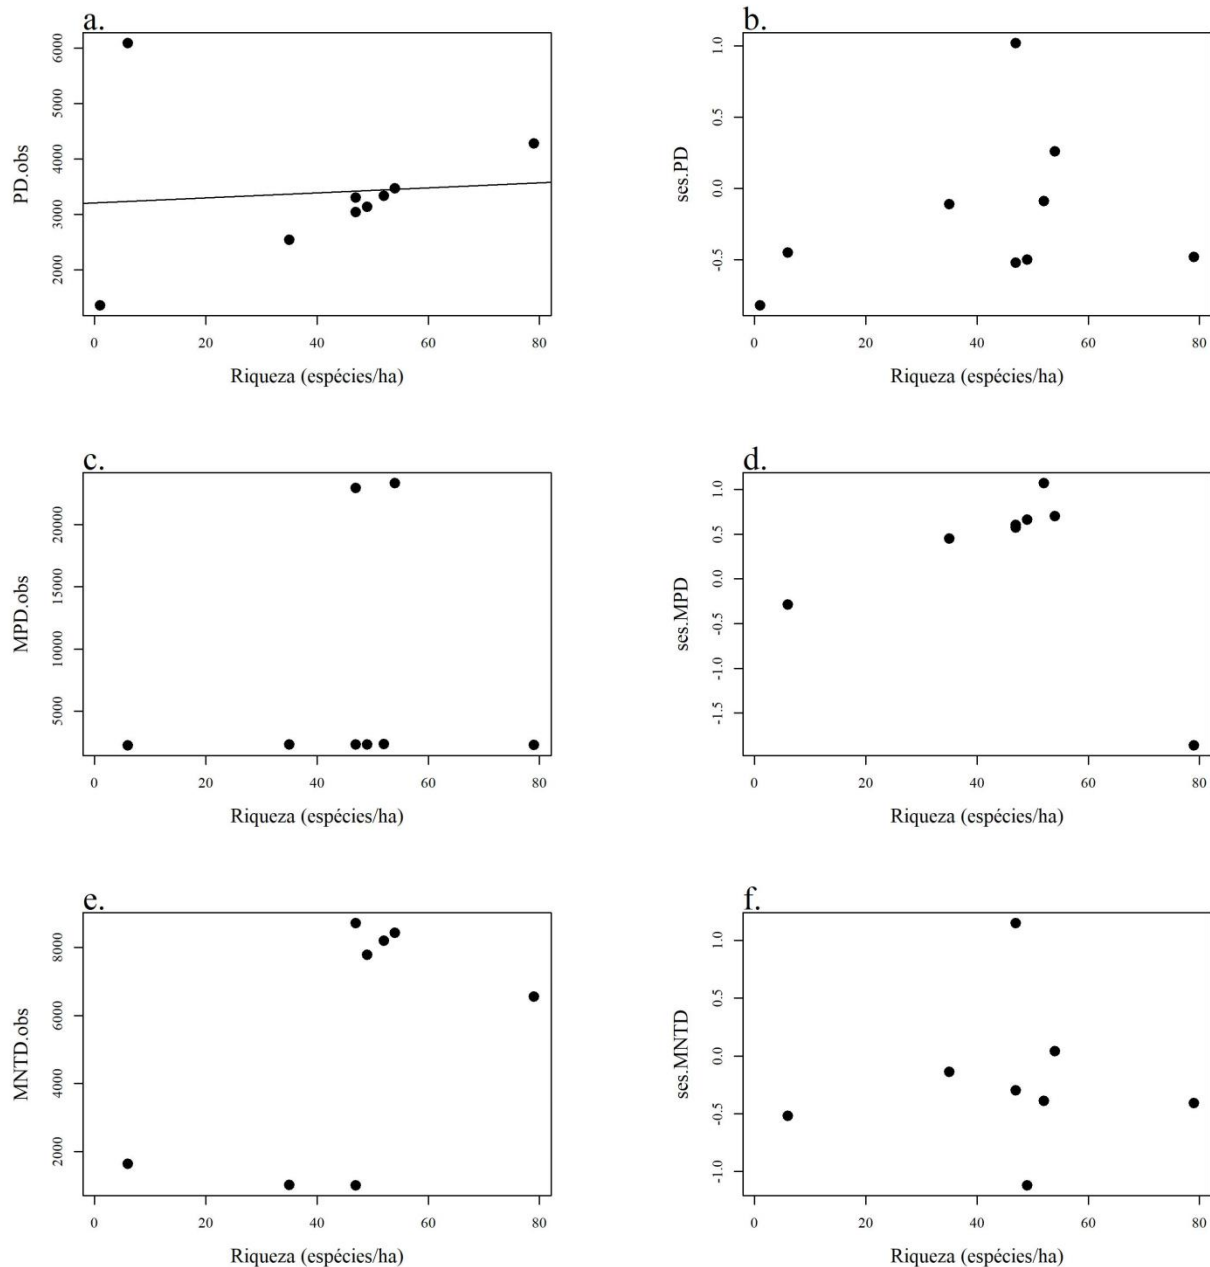 a.
PD.obs
6000
5000
4000
3000
2000
0 20 40 60 80
Riqueza (espécies/ha)
b.
ses.PD
1.0
0.5
0.0
-0.5
0 20 40 60 80
Riqueza (espécies/ha)
c.
MPD.obs
20000
15000
10000
5000
0 20 40 60 80
Riqueza (espécies/ha)
d.
ses.MPD
1.0
0.5
0.0
-0.5
-1.0
-1.5
0 20 40 60 80
Riqueza (espécies/ha)
e.
MNTD.obs
8000
6000
4000
2000
0 20 40 60 80
Riqueza (espécies/ha)
f.
ses.MNTD
1.0
0.5
0.0
-0.5
-1.0
0 20 40 60 80
Riqueza (espécies/ha)